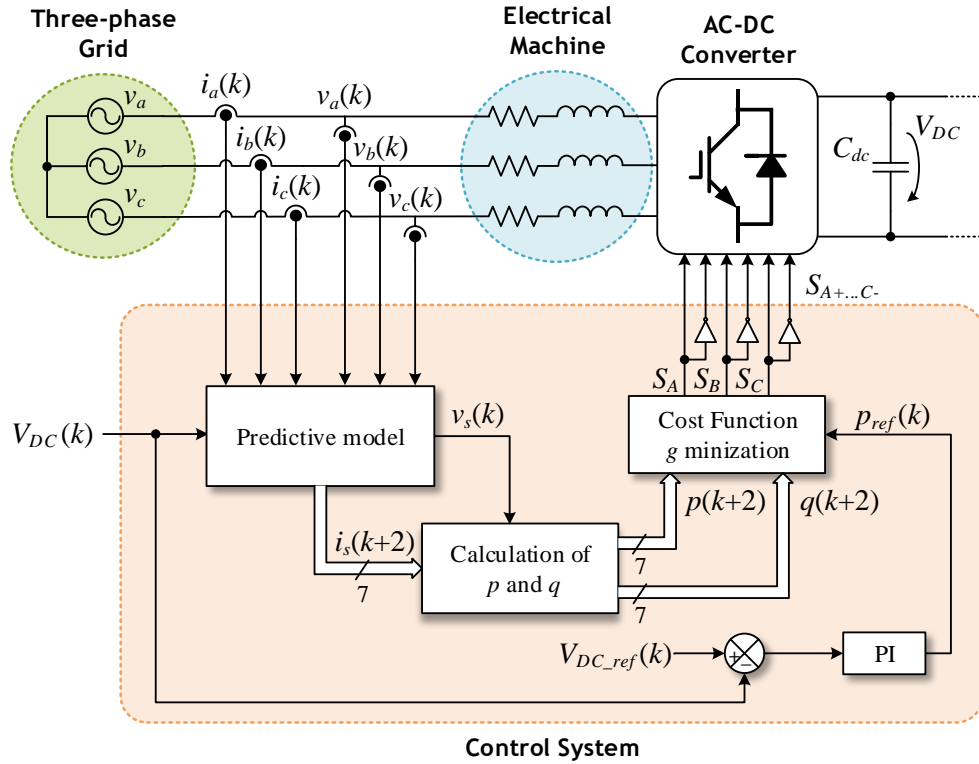 Three-phase
Grid
Electrical
Machine
AC-DC
Converter
v_a
v_b
v_c
i_a(k)
i_b(k)
i_c(k)
v_a(k)
v_b(k)
v_c(k)
C_dc
V_DC
S_A+...C-
S_A
S_B
S_C
V_DC(k)
Predictive model
v_s(k)
Cost Function
g minization
p_ref(k)
i_s(k+2)
7
Calculation of
p and q
p(k+2)
q(k+2)
7
7
V_DC_ref(k)
+
−
PI
Control System